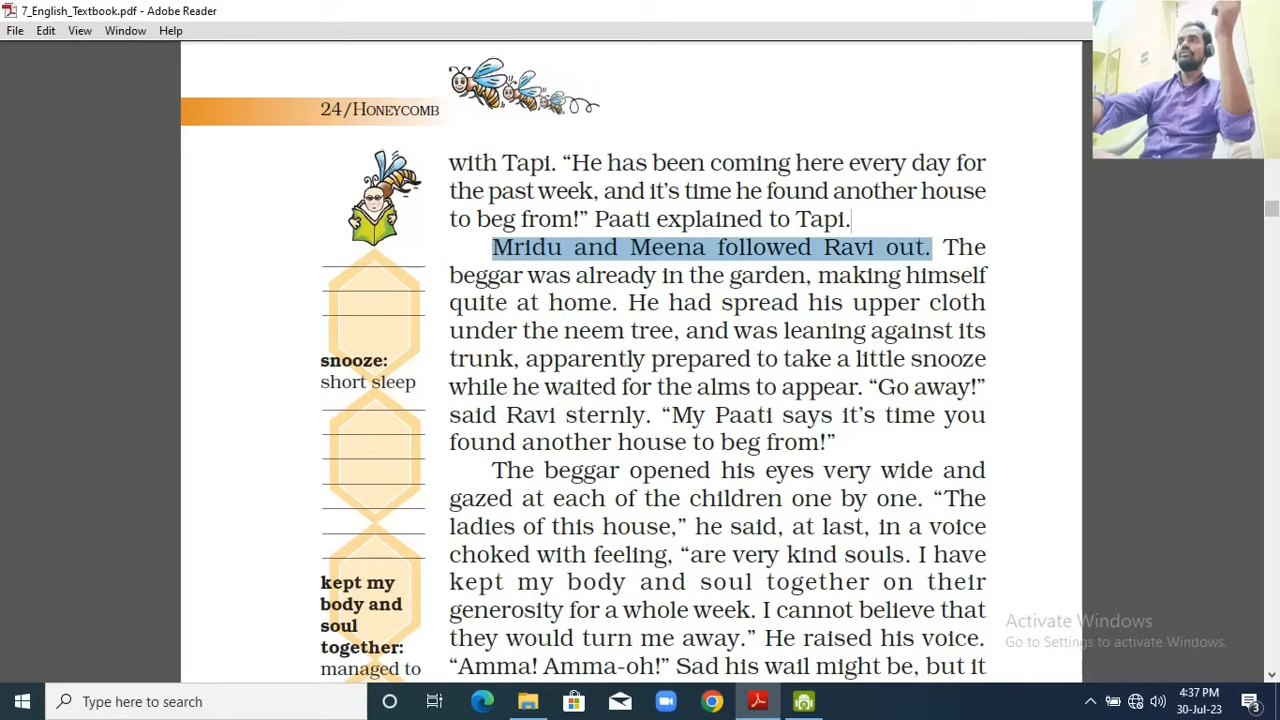 7_English_Textbook.pdf - Adobe Reader
File Edit View Window Help
24/HONEYCOMB
with Tapi. “He has been coming here every day for
the past week, and it’s time he found another house
to beg from!” Paati explained to Tapi.
Mridu and Meena followed Ravi out. The
beggar was already in the garden, making himself
quite at home. He had spread his upper cloth
under the neem tree, and was leaning against its
trunk, apparently prepared to take a little snooze
while he waited for the alms to appear. “Go away!”
said Ravi sternly. “My Paati says it’s time you
found another house to beg from!”
The beggar opened his eyes very wide and
gazed at each of the children one by one. “The
ladies of this house,” he said, at last, in a voice
choked with feeling, “are very kind souls. I have
kept my body and soul together on their
generosity for a whole week. I cannot believe that
they would turn me away.” He raised his voice.
“Amma! Amma-oh!” Sad his wail might be, but it
snooze:
short sleep
kept my
body and
soul
together:
managed to
Activate Windows
Go to Settings to activate Windows.
Type here to search
4:37 PM
30-Jul-23
3